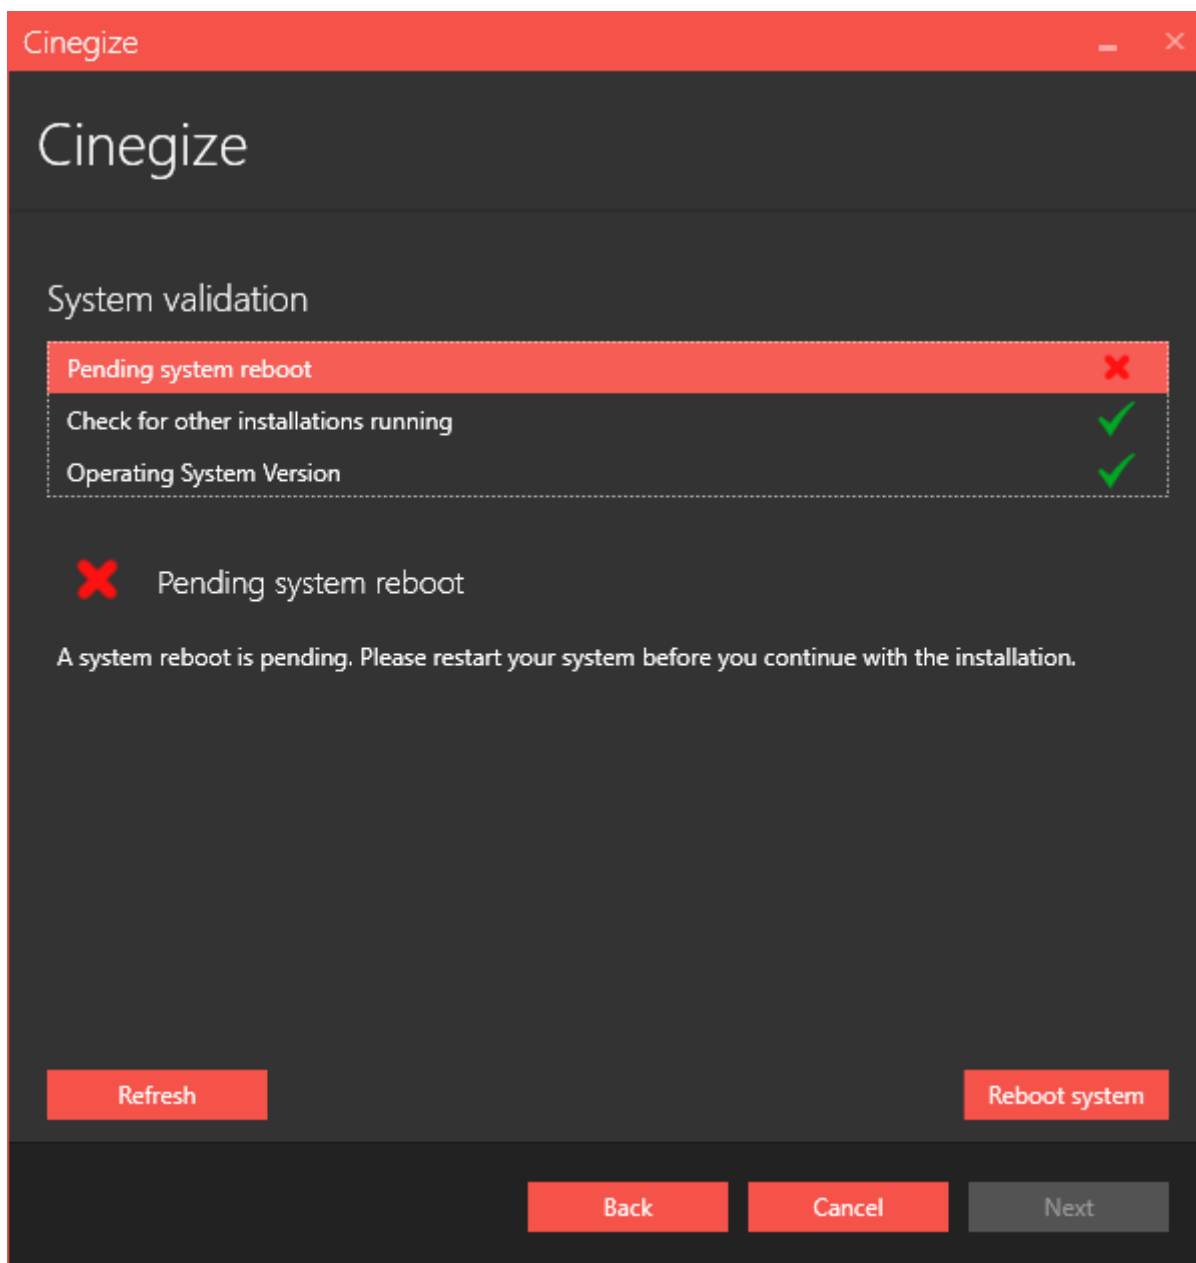 Cinegize
Cinegize
System validation
Pending system reboot
Check for other installations running
Operating System Version
Pending system reboot
A system reboot is pending. Please restart your system before you continue with the installation.
Refresh
Reboot system
Back
Cancel
Next